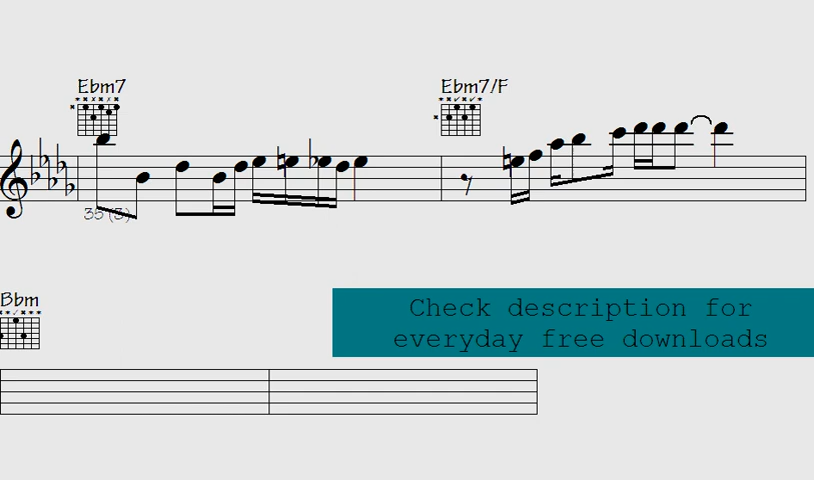 Ebm7
Ebm7/F
35 (3)
Bbm
Check description for
everyday free downloads